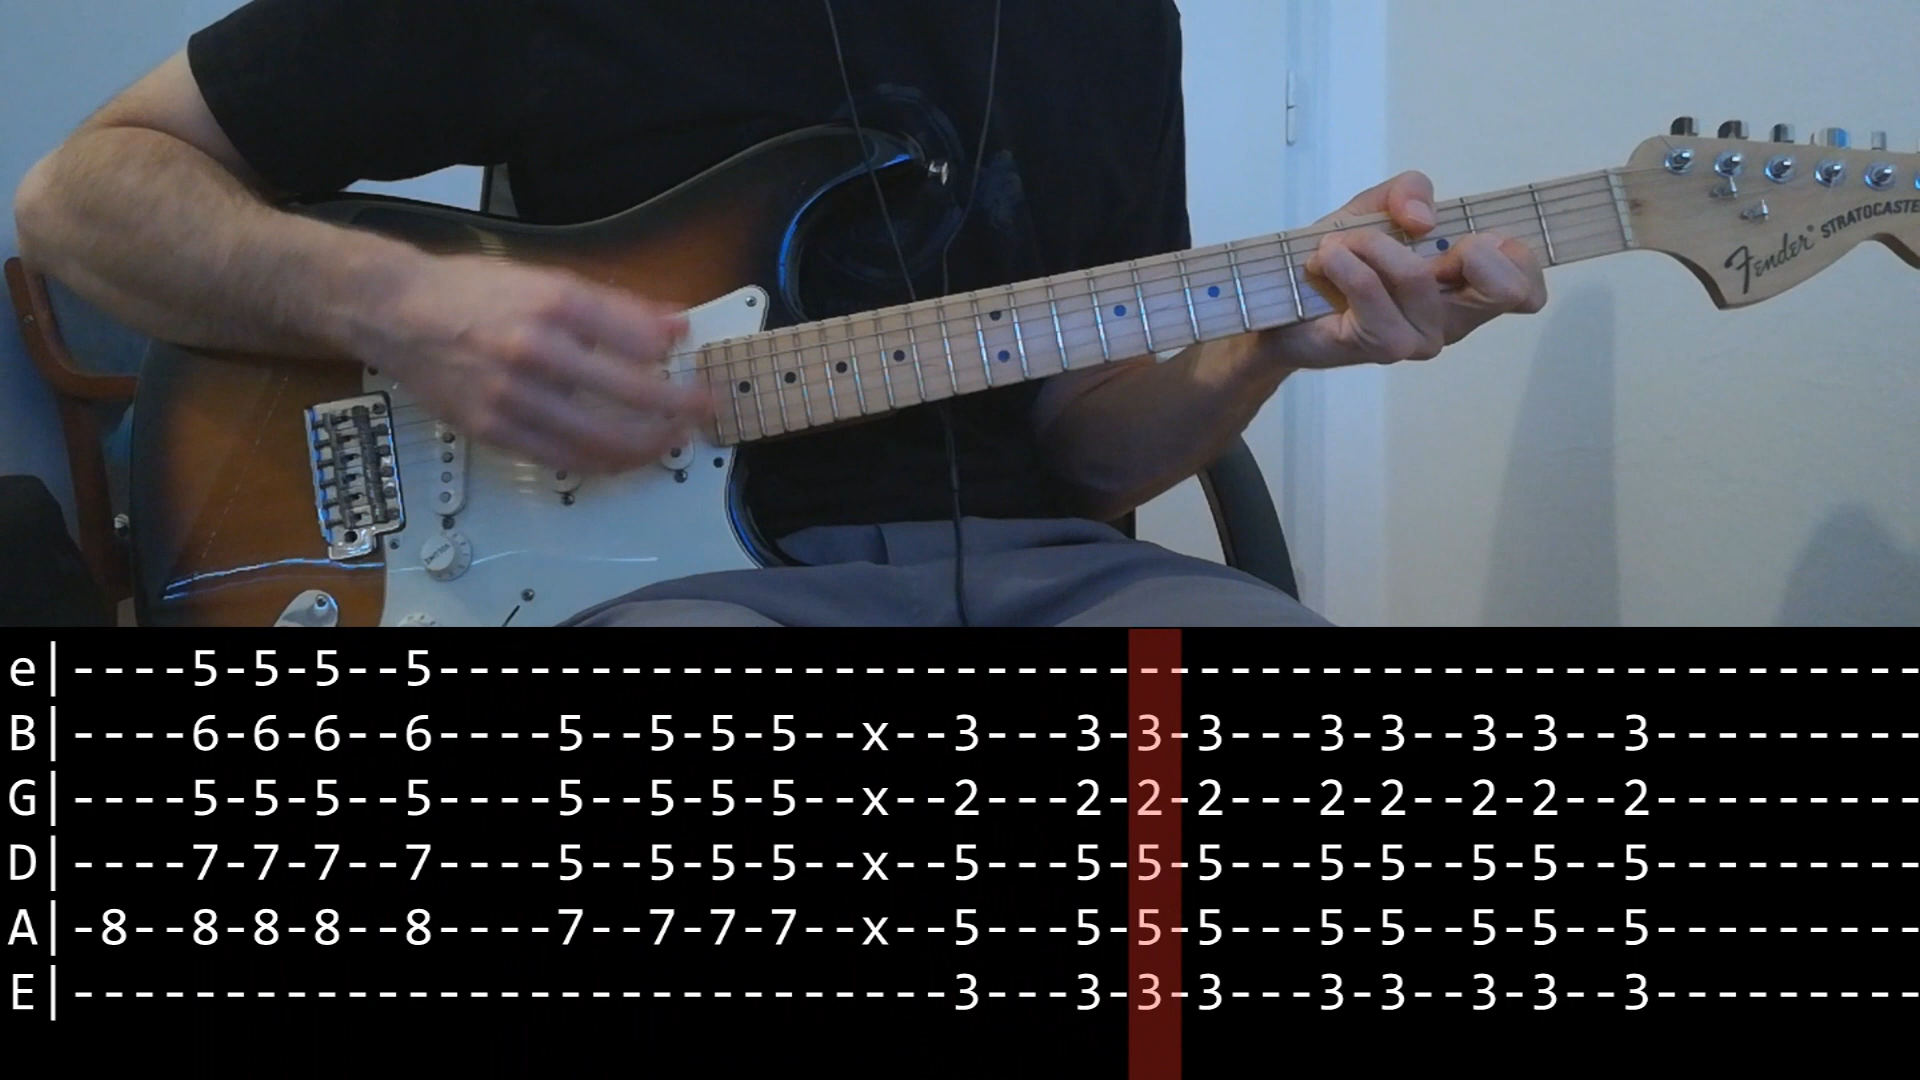 Fender STRATOCASTE
VOLUME
e|----5-5-5--5-------------------------------------------------
B|----6-6-6--6----5--5-5-5--x--3---3-3-3---3-3--3-3--3---------
G|----5-5-5--5----5--5-5-5--x--2---2-2-2---2-2--2-2--2---------
D|----7-7-7--7----5--5-5-5--x--5---5-5-5---5-5--5-5--5---------
A|-8--8-8-8--8----7--7-7-7--x--5---5-5-5---5-5--5-5--5---------
E|-----------------------------3---3-3-3---3-3--3-3--3---------